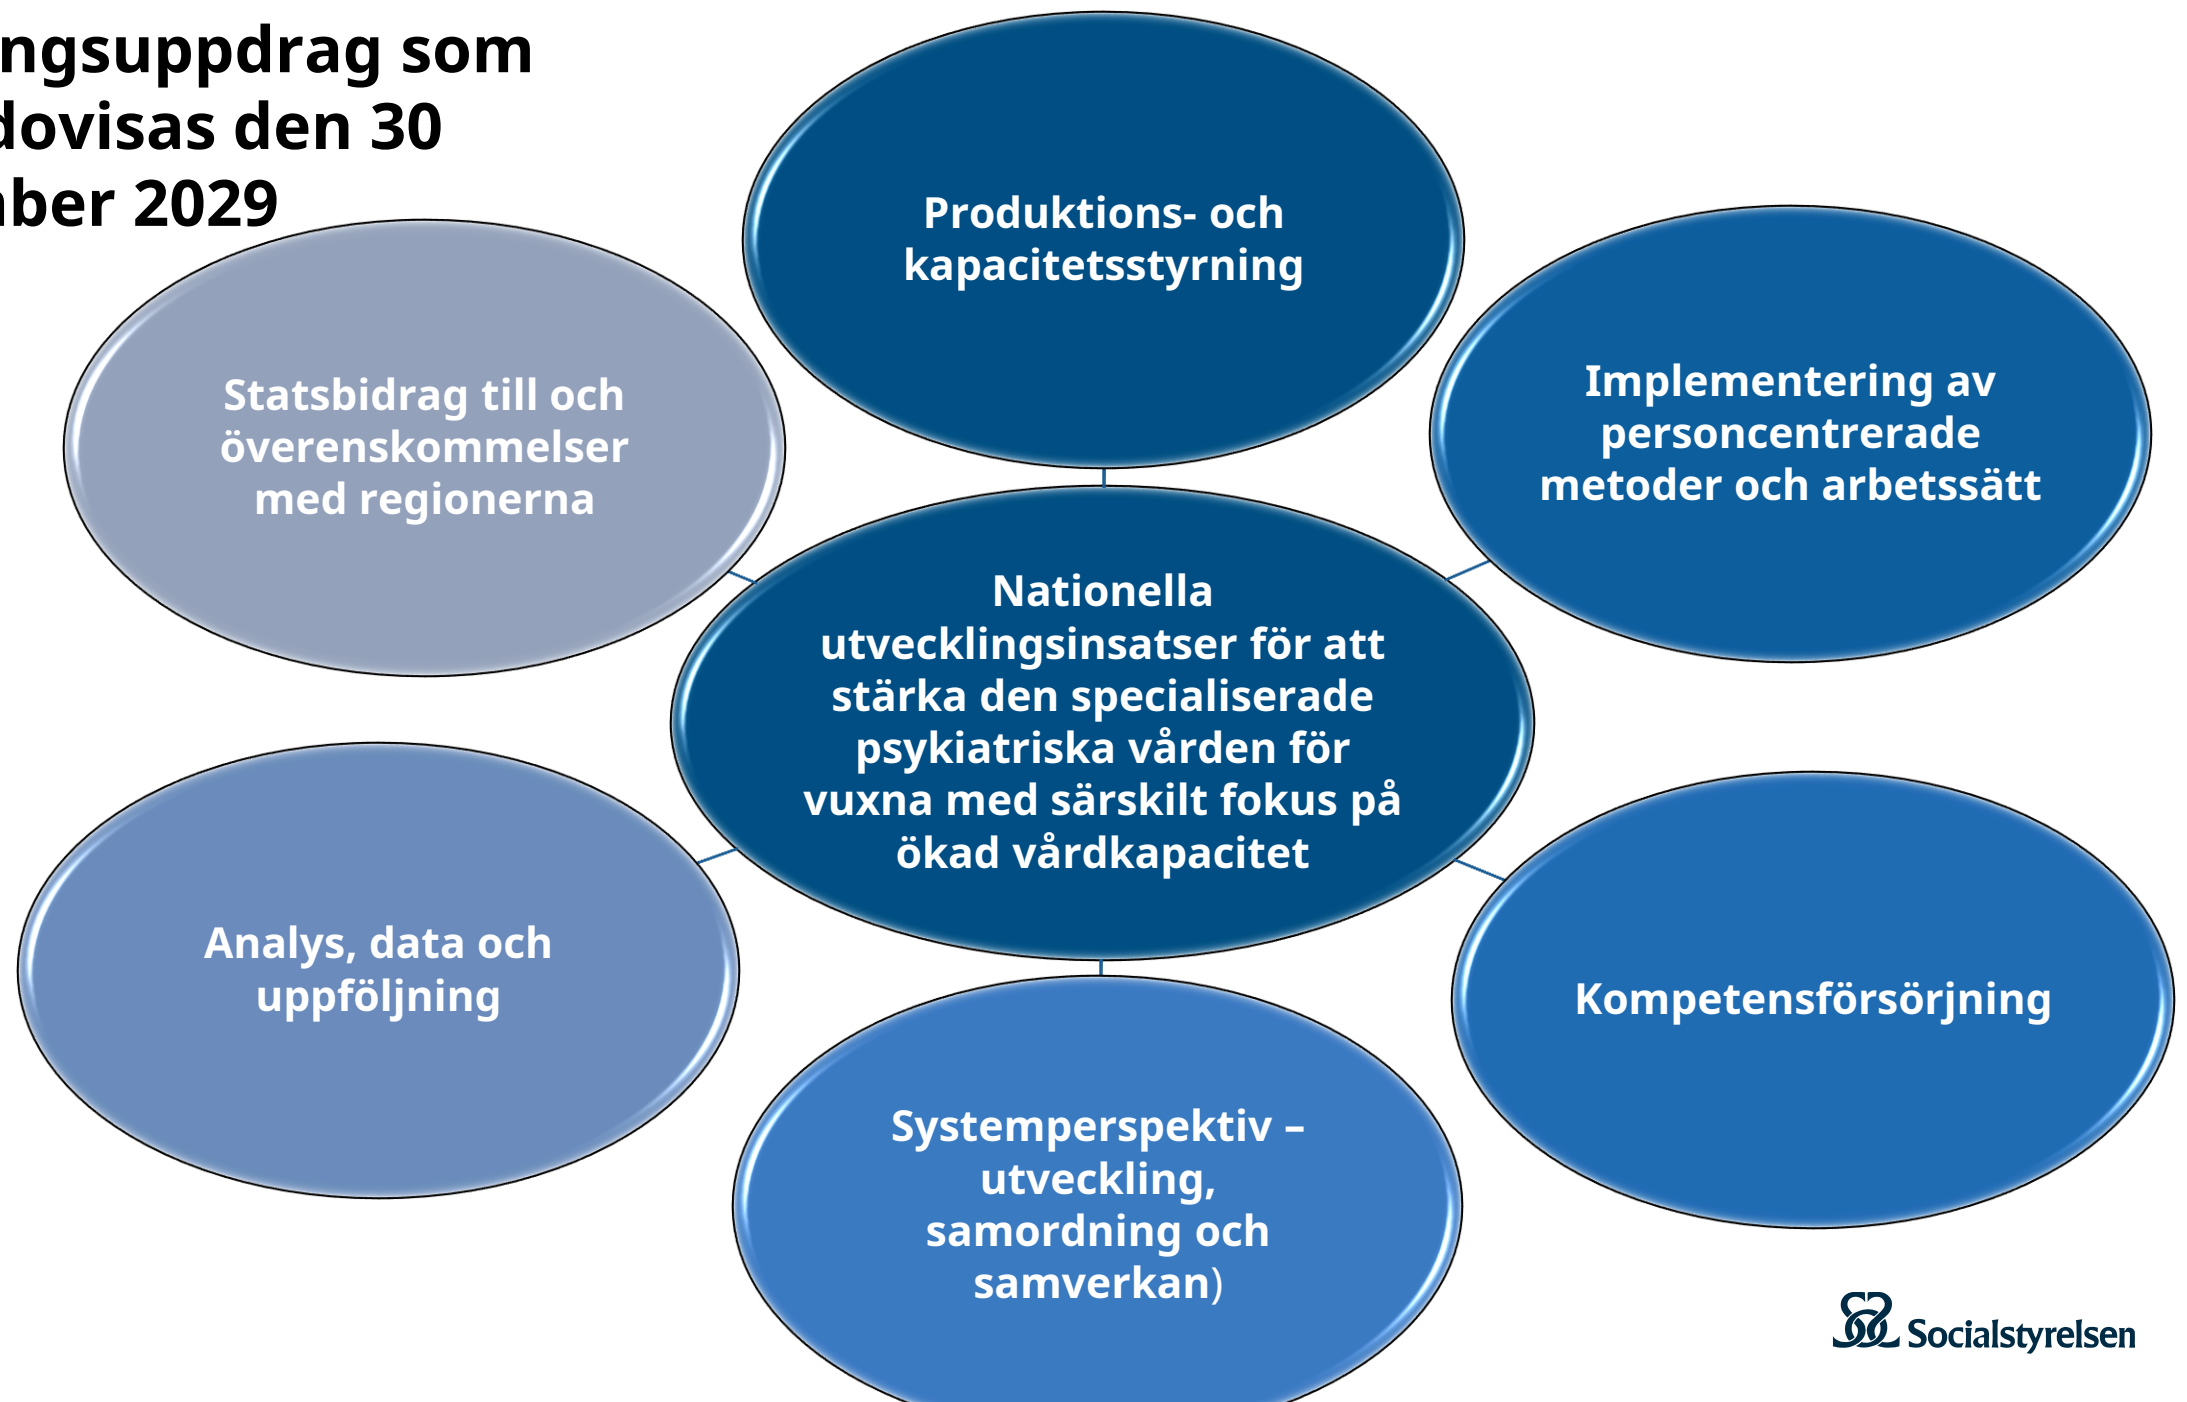 ngsuppdrag som
dovisas den 30
ber 2029
Produktions- och
kapacitetsstyrning
Statsbidrag till och
överenskommelser
med regionerna
Implementering av
personcentrerade
metoder och arbetssätt
Nationella
utvecklingsinsatser för att
stärka den specialiserade
psykiatriska vården för
vuxna med särskilt fokus på
ökad vårdkapacitet
Analys, data och
uppföljning
Kompetensförsörjning
Systemperspektiv –
utveckling,
samordning och
samverkan)
Socialstyrelsen